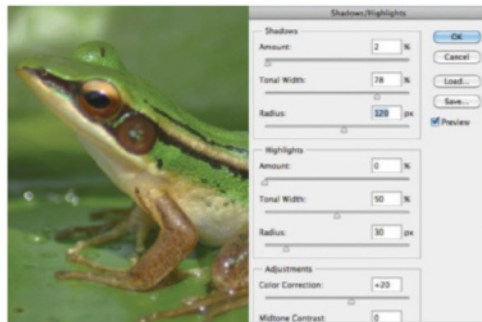 Shadows/Highlights
Shadows
Amount: 2 %
Tonal Width: 78 %
Radius: 128 px
Highlights
Amount: 0 %
Tonal Width: 50 %
Radius: 30 px
Adjustments
Color Correction: +20
Midtone Contrast: 0
OK
Cancel
Load...
Save...
Preview